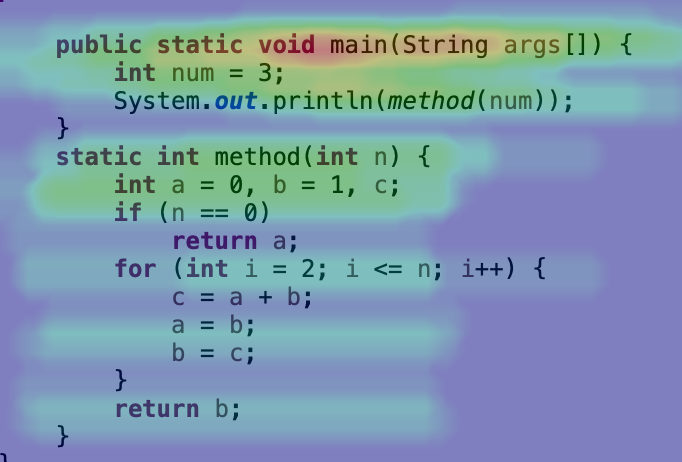 public static void main(String args[]) {
int num = 3;
System.out.println(method(num));
}
static int method(int n) {
int a = 0, b = 1, c;
if (n == 0)
return a;
for (int i = 2; i <= n; i++) {
c = a + b;
a = b;
b = c;
}
return b;
}
}